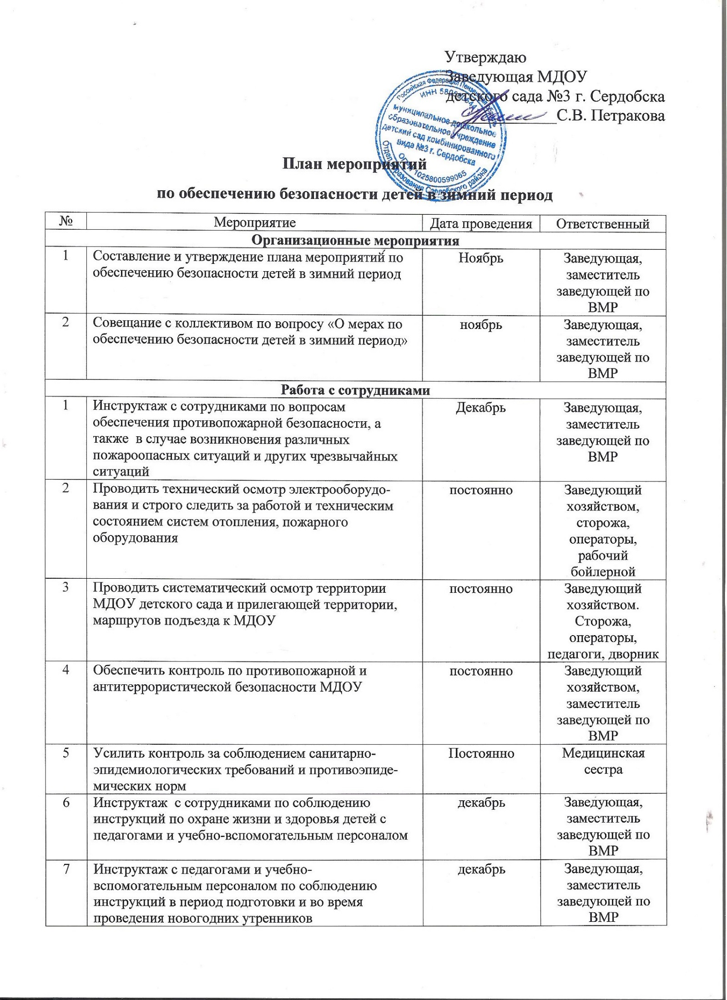 Утверждаю
Заведующая МДОУ
детского сада №3 г. Сердобска
С.В. Петракова
Российская Федерация Пензенская область
ИНН
муниципальное дошкольное
образовательное учреждение
детский сад комбинированного
вида №3 г. Сердобска
ОГРН 1025800599065
Отдел образования Сердобского района
План мероприятий
по обеспечению безопасности детей в зимний период
№ Мероприятие Дата проведения Ответственный
Организационные мероприятия
1 Составление и утверждение плана мероприятий по Ноябрь Заведующая,
обеспечению безопасности детей в зимний период заместитель
заведующей по
ВМР
2 Совещание с коллективом по вопросу «О мерах по ноябрь Заведующая,
обеспечению безопасности детей в зимний период» заместитель
заведующей по
ВМР
Работа с сотрудниками
1 Инструктаж с сотрудниками по вопросам Декабрь Заведующая,
обеспечения противопожарной безопасности, а заместитель
также в случае возникновения различных заведующей по
пожароопасных ситуаций и других чрезвычайных ВМР
ситуаций
2 Проводить технический осмотр электрооборудо- постоянно Заведующий
вания и строго следить за работой и техническим хозяйством,
состоянием систем отопления, пожарного сторожа,
оборудования операторы,
рабочий
бойлерной
3 Проводить систематический осмотр территории постоянно Заведующий
МДОУ детского сада и прилегающей территории, хозяйством.
маршрутов подъезда к МДОУ Сторожа,
операторы,
педагоги, дворник
4 Обеспечить контроль по противопожарной и постоянно Заведующий
антитеррористической безопасности МДОУ хозяйством,
заместитель
заведующей по
ВМР
5 Усилить контроль за соблюдением санитарно- Постоянно Медицинская
эпидемиологических требований и противоэпиде- сестра
мических норм
6 Инструктаж с сотрудниками по соблюдению декабрь Заведующая,
инструкций по охране жизни и здоровья детей с заместитель
педагогами и учебно-вспомогательным персоналом заведующей по
ВМР
7 Инструктаж с педагогами и учебно- декабрь Заведующая,
вспомогательным персоналом по соблюдению заместитель
инструкций в период подготовки и во время заведующей по
проведения новогодних утренников ВМР